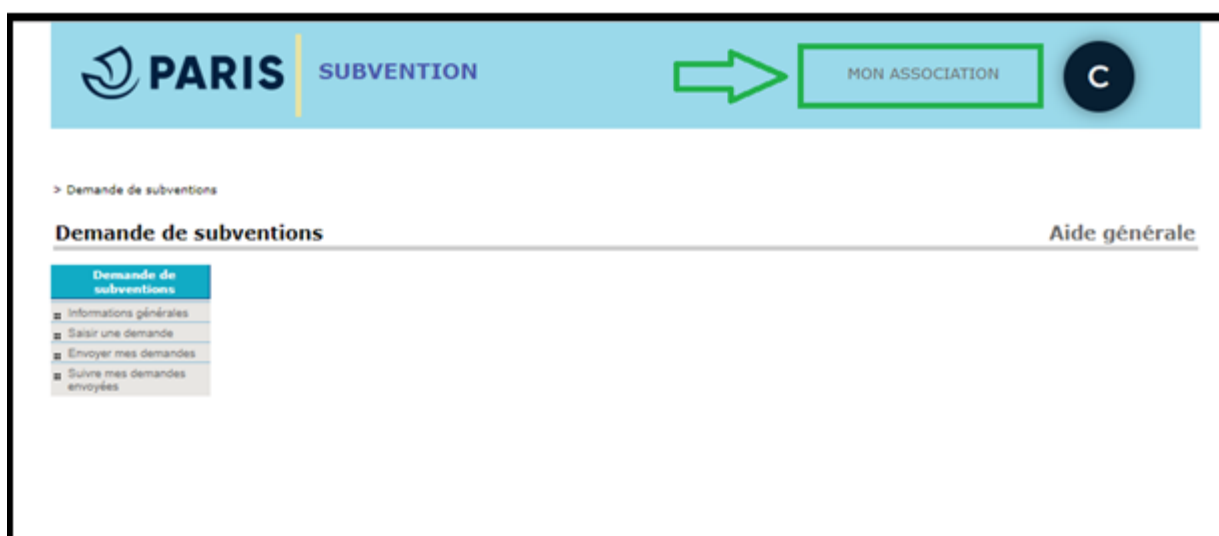 PARIS
SUBVENTION
MON ASSOCIATION
C
> Demande de subventions
Demande de subventions
Aide générale
Demande de
subventions
Informations générales
Saisir une demande
Envoyer mes demandes
Suivre mes demandes
envoyées